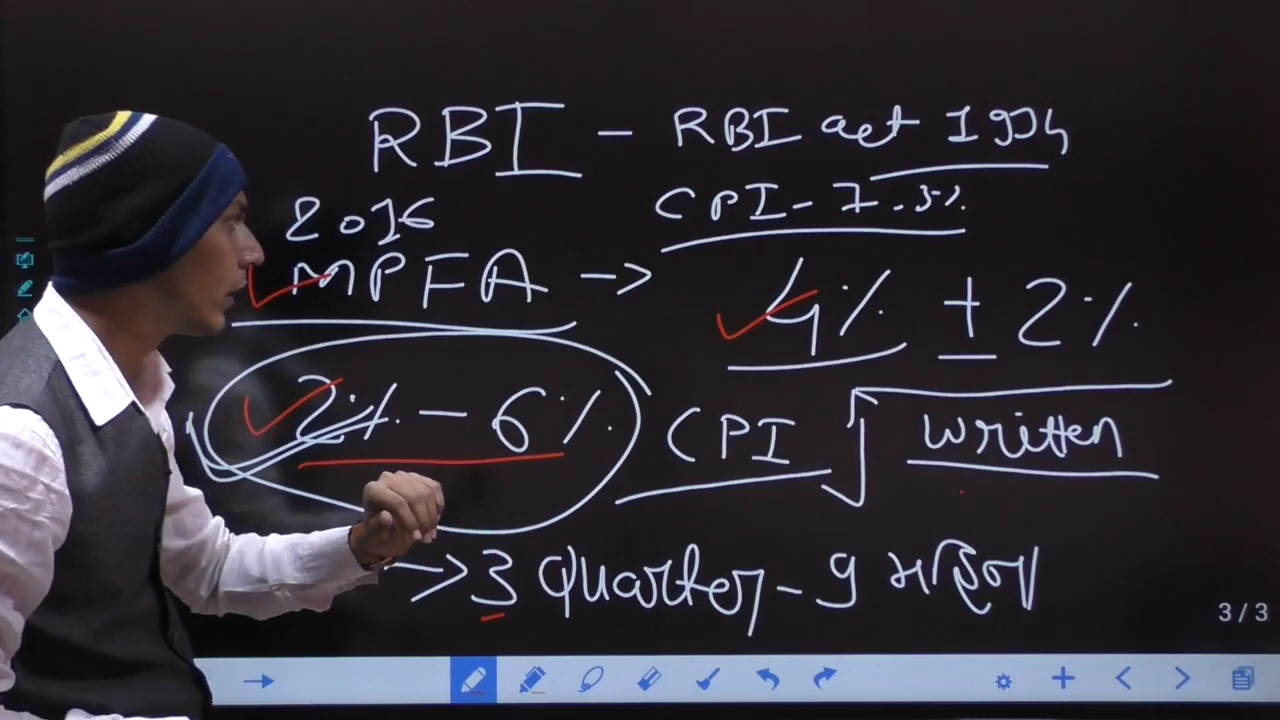 RBI - RBI act 1934
2016 CPI - 7.5%
MPFA → 4% ± 2%
2% - 6% CPI written
→ 3 Quarter - 9 महिना
3/3